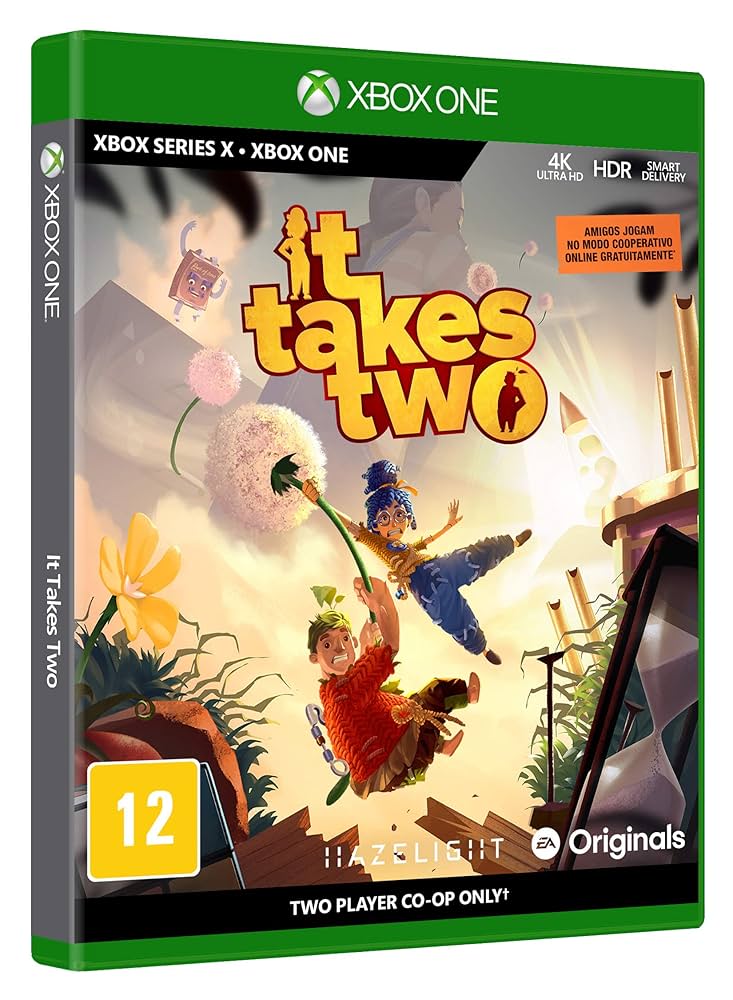 XBOX ONE
XBOX SERIES X • XBOX ONE
4K
ULTRA HD
HDR
SMART
DELIVERY
AMIGOS JOGAM
NO MODO COOPERATIVO
ONLINE GRATUITAMENTE*
it
takes
two
12
HAZELIGHT
EA Originals
TWO PLAYER CO-OP ONLY†
XBOX ONE
It Takes Two